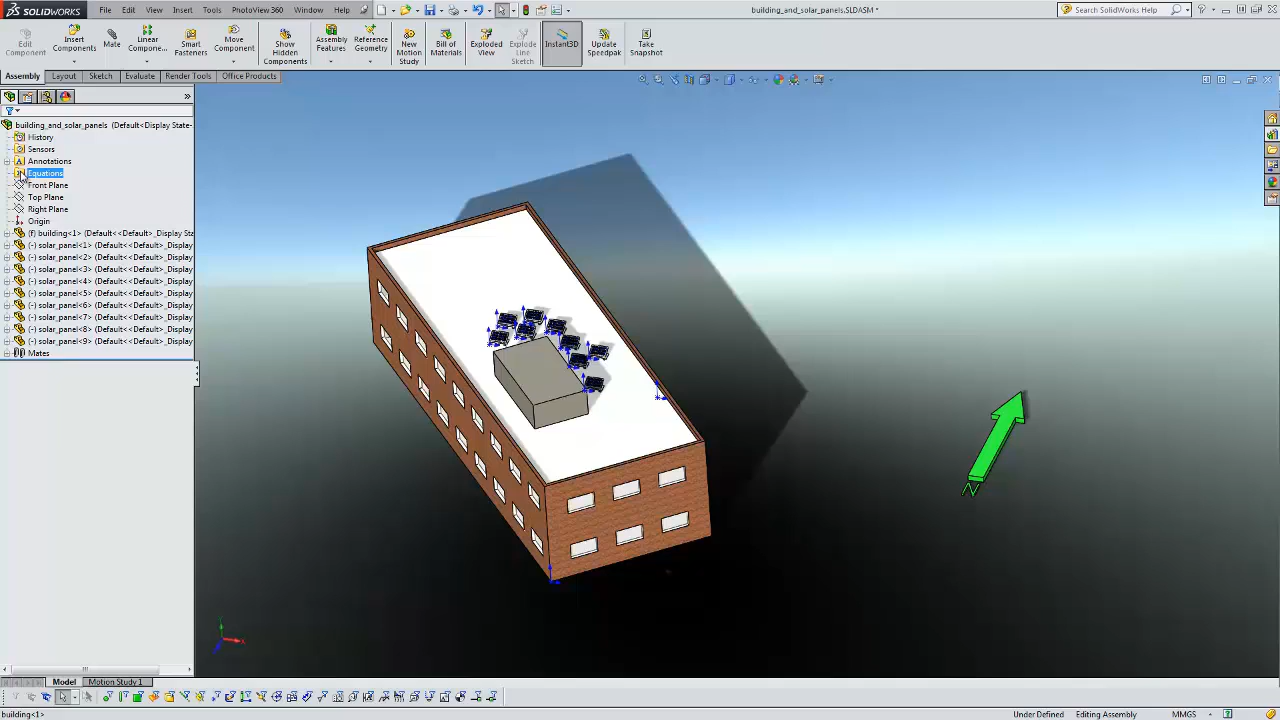 SOLIDWORKS File Edit View Insert Tools PhotoView 360 Window Help building_and_solar_panels.SLDASM * Search SolidWorks Help
Edit Component
Insert Components
Mate
Linear Compone...
Smart Fasteners
Move Component
Show Hidden Components
Assembly Features
Reference Geometry
New Motion Study
Bill of Materials
Exploded View
Explode Line Sketch
Instant3D
Update Speedpak
Take Snapshot
Assembly Layout Sketch Evaluate Render Tools Office Products
building_and_solar_panels (Default<Display State-
History
Sensors
Annotations
Equations
Front Plane
Top Plane
Right Plane
Origin
(f) building<1> (Default<Default>_Display Sta
(-) solar_panel<1> (Default<<Default>_Display
(-) solar_panel<2> (Default<<Default>_Display
(-) solar_panel<3> (Default<<Default>_Display
(-) solar_panel<4> (Default<<Default>_Display
(-) solar_panel<5> (Default<<Default>_Display
(-) solar_panel<6> (Default<<Default>_Display
(-) solar_panel<7> (Default<<Default>_Display
(-) solar_panel<8> (Default<<Default>_Display
(-) solar_panel<9> (Default<<Default>_Display
Mates
N
X
Model Motion Study 1
building<1> Under Defined Editing Assembly MMGS